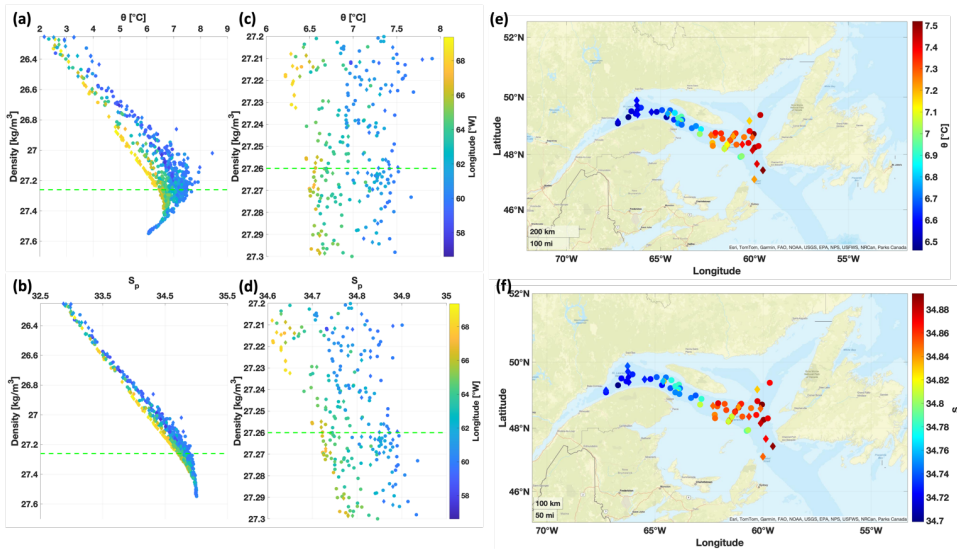 (a)
θ [°C]
2 3 4 5 6 7 8 9
26.4
26.6
26.8
27
27.2
27.4
27.6
Density [kg/m³]
(c)
θ [°C]
6 6.5 7 7.5 8
27.2
27.21
27.22
27.23
27.24
27.25
27.26
27.27
27.28
27.29
27.3
Density [kg/m³]
68
66
64
62
60
58
Longitude [°W]
(b)
Sp
32.5 33.5 34.5 35.5
26.4
26.6
26.8
27
27.2
27.4
27.6
Density [kg/m³]
(d)
Sp
34.6 34.7 34.8 34.9 35
27.2
27.21
27.22
27.23
27.24
27.25
27.26
27.27
27.28
27.29
27.3
Density [kg/m³]
68
66
64
62
60
58
Longitude [°W]
(e)
52°N
50°N
48°N
46°N
Latitude
200 km
100 mi
Esri, TomTom, Garmin, FAO, NOAA, USGS, EPA, NPS, USFWS, NRCan, Parks Canada
70°W 65°W 60°W 55°W
Longitude
7.5
7.4
7.3
7.2
7.1
7
6.9
6.8
6.7
6.6
6.5
θ [°C]
(f)
52°N
50°N
48°N
46°N
Latitude
100 km
50 mi
Esri, TomTom, Garmin, FAO, NOAA, USGS, EPA, NPS, USFWS, NRCan, Parks Canada
70°W 65°W 60°W 55°W
Longitude
34.88
34.86
34.84
34.82
34.8
34.78
34.76
34.74
34.72
34.7